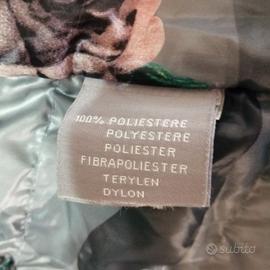 100% POLIESTERE
POLYESTERE
POLIESTER
FIBRAPOLIESTER
TERYLEN
DYLON
subito